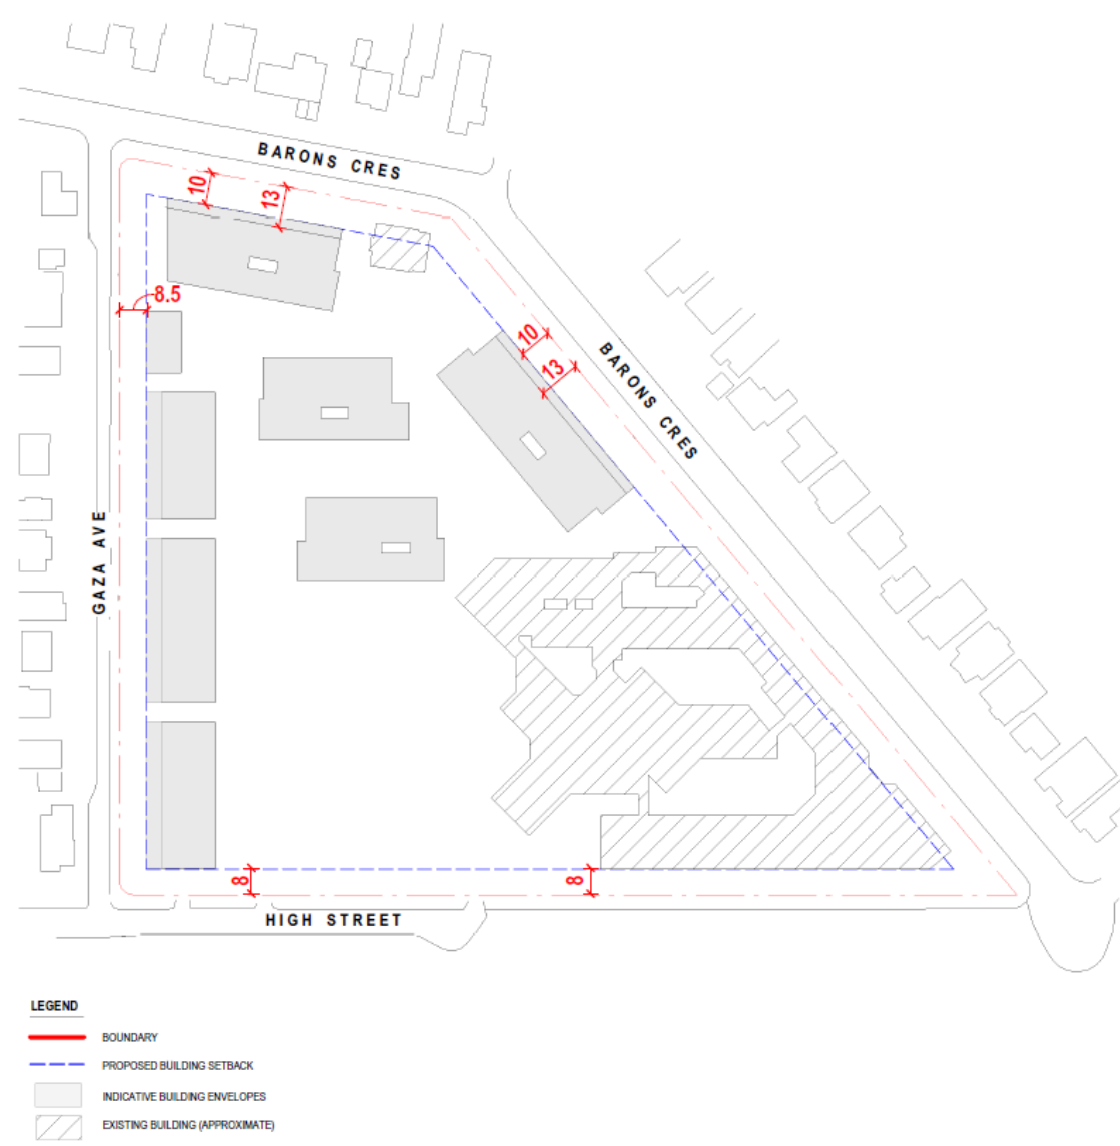 BARONS CRES
10
13
8.5
10
13
BARONS CRES
GAZA AVE
8
8
HIGH STREET
LEGEND
BOUNDARY
PROPOSED BUILDING SETBACK
INDICATIVE BUILDING ENVELOPES
EXISTING BUILDING (APPROXIMATE)